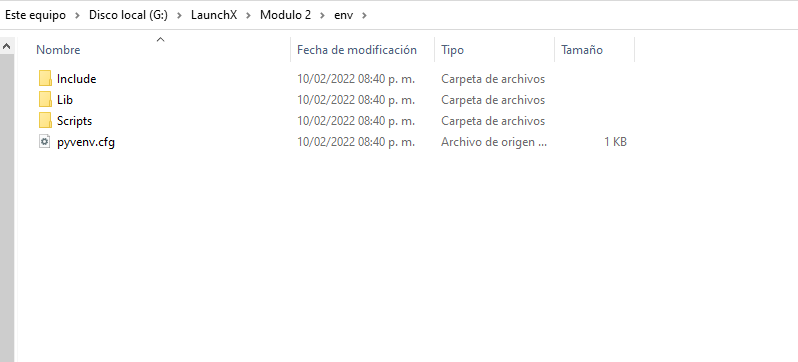 Este equipo > Disco local (G:) > LaunchX > Modulo 2 > env >
Nombre Fecha de modificación Tipo Tamaño
Include 10/02/2022 08:40 p. m. Carpeta de archivos
Lib 10/02/2022 08:40 p. m. Carpeta de archivos
Scripts 10/02/2022 08:40 p. m. Carpeta de archivos
pyvenv.cfg 10/02/2022 08:40 p. m. Archivo de origen ... 1 KB